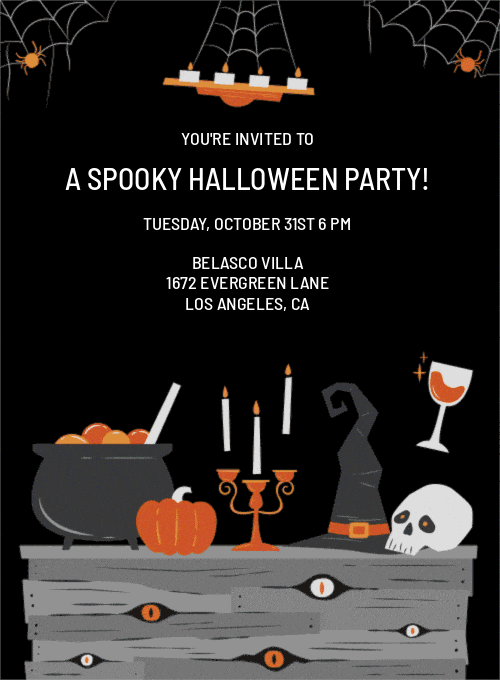 YOU'RE INVITED TO
A SPOOKY HALLOWEEN PARTY!
TUESDAY, OCTOBER 31ST 6 PM
BELASCO VILLA
1672 EVERGREEN LANE
LOS ANGELES, CA